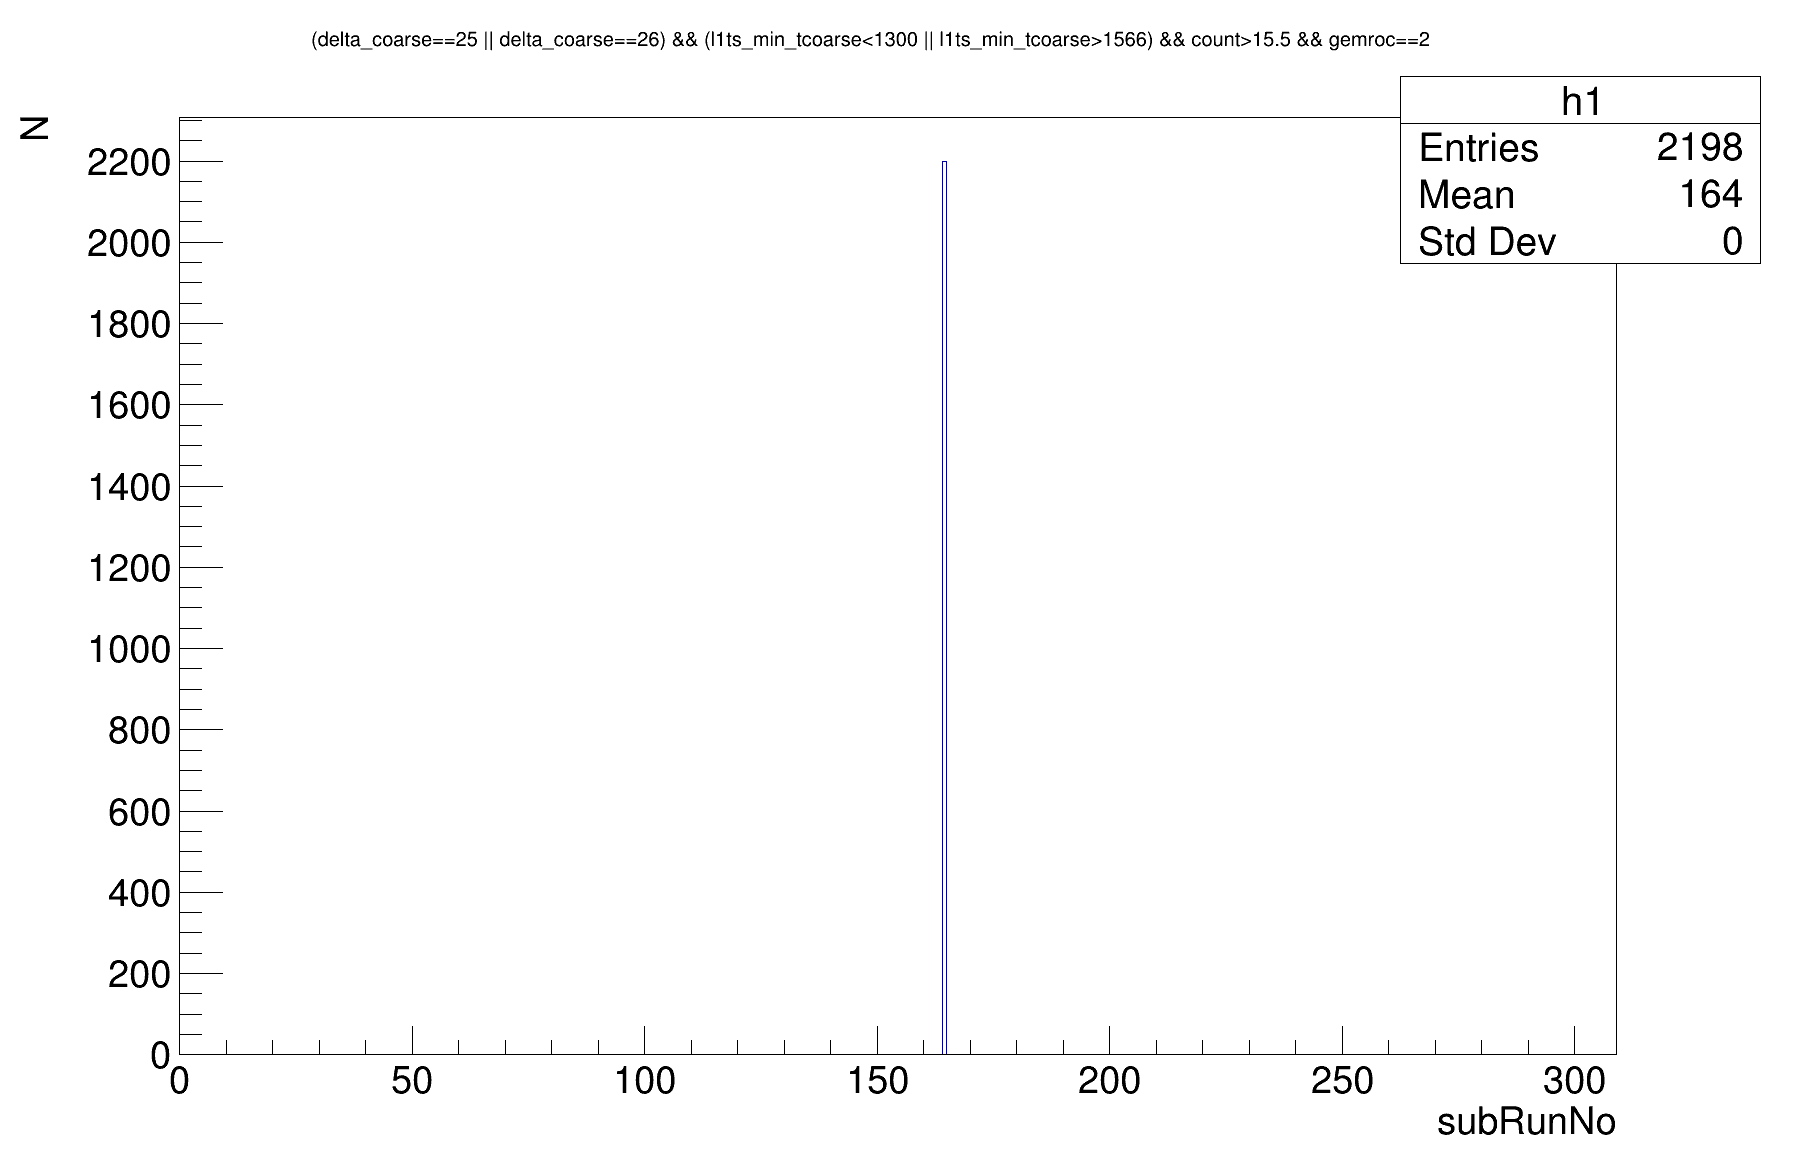 (delta_coarse==25 || delta_coarse==26) && (l1ts_min_tcoarse<1300 || l1ts_min_tcoarse>1566) && count>15.5 && gemroc==2
h1
Entries 2198
Mean 164
Std Dev 0
N
2200
2000
1800
1600
1400
1200
1000
800
600
400
200
0
0 50 100 150 200 250 300
subRunNo